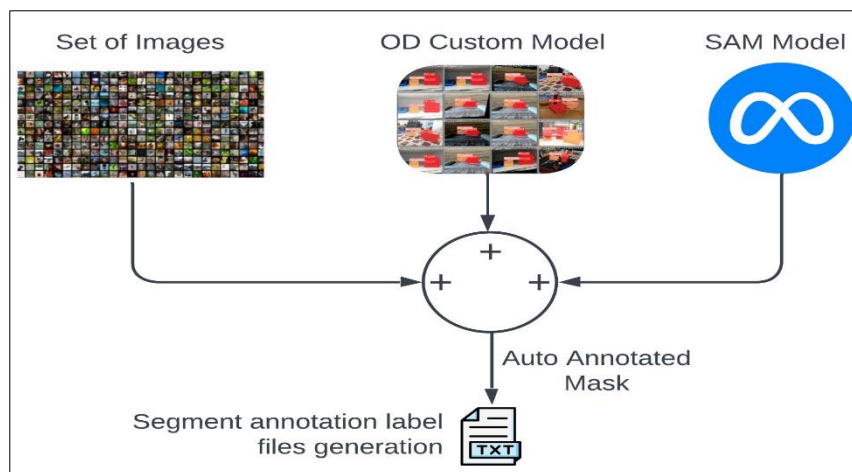 Set of Images
OD Custom Model
SAM Model
+
+
+
Auto Annotated
Mask
Segment annotation label
files generation
TXT